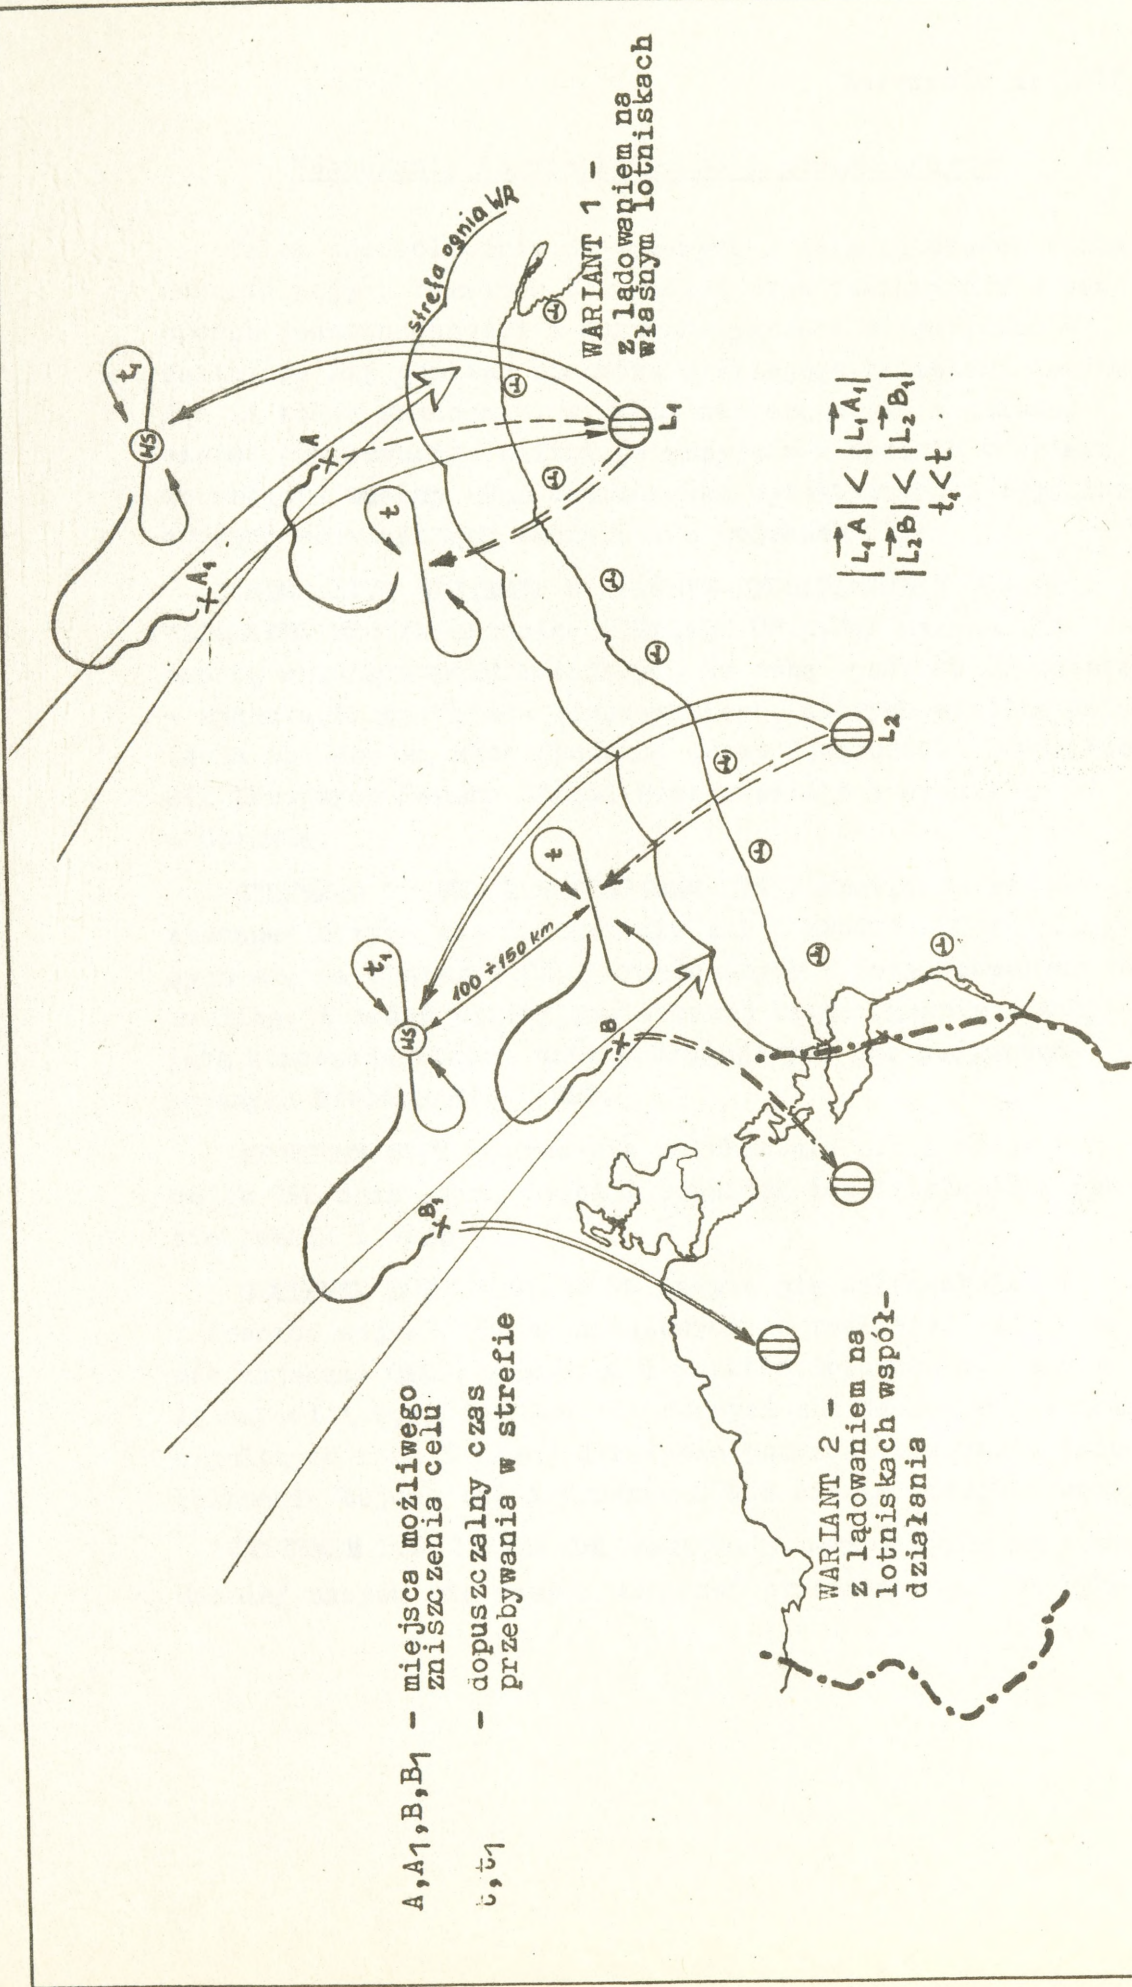 strefa ognia WR
WARIANT 1 -
z lądowaniem na
własnym lotniskach
t₁
WS
A
A₁
t
L₁
|L₁A| < |L₁A₁|
|L₂B| < |L₂B₁|
t₁ < t
t₁
WS
100 ÷ 150 km
t
L₂
B
B₁
A,A₁,B,B₁ - miejsca możliwego
zniszczenia celu
t,t₁ - dopuszczalny czas
przebywania w strefie
WARIANT 2 -
z lądowaniem na
lotniskach współ-
działania